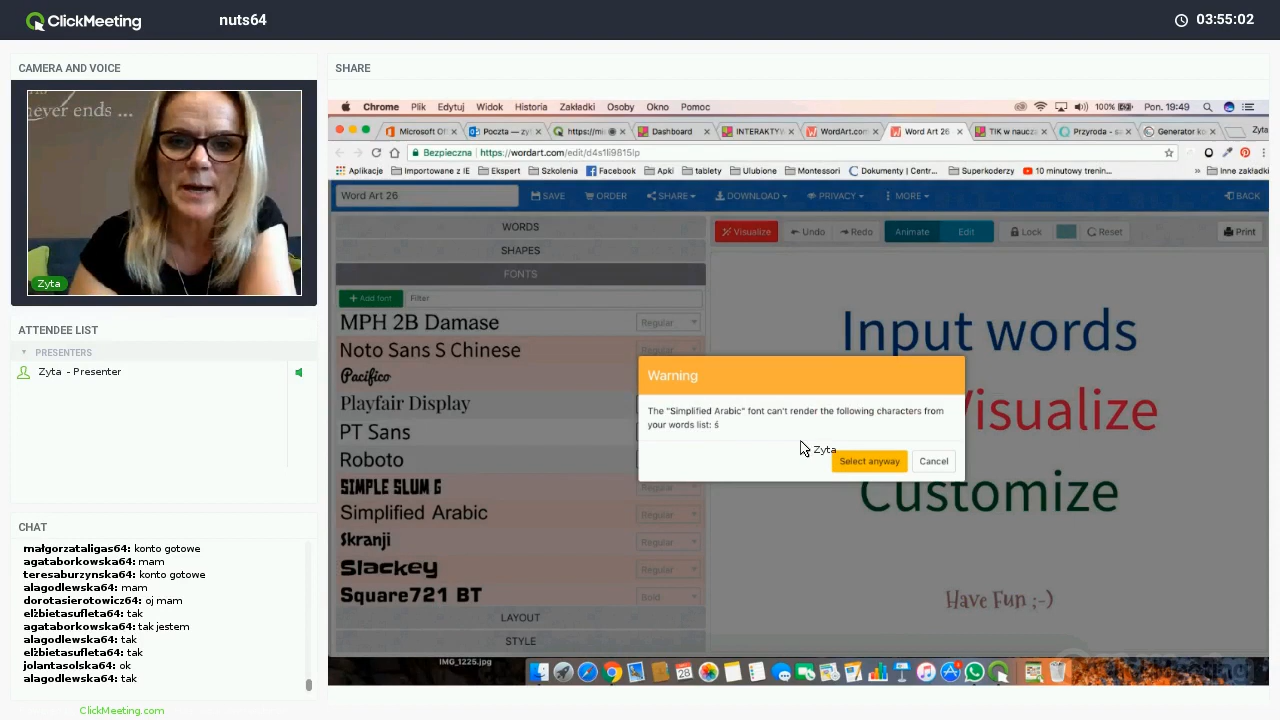 ClickMeeting
nuts64
03:55:02
CAMERA AND VOICE
never ends ...
Zyta
ATTENDEE LIST
PRESENTERS
Zyta - Presenter
CHAT
małgorzataligas64: konto gotowe
agataborkowska64: mam
teresaburzynska64: konto gotowe
alagodlewska64: mam
dorotasierotowicz64: oj mam
elżbietasufleta64: tak
agataborkowska64: tak jestem
alagodlewska64: tak
elżbietasufleta64: tak
jolantasolska64: ok
alagodlewska64: tak
ClickMeeting.com
SHARE
Chrome Plik Edytuj Widok Historia Zakładki Osoby Okno Pomoc
100% Pon. 19:49
Microsoft Of Poczta — zy https://mi Dashboard INTERAKTYW WordArt.com Word Art 26 TIK w naucza Przyroda - sa Generator ko Zyta
Bezpieczna https://wordart.com/edit/d4s1li9815lp
Aplikacje Importowane z IE Ekspert Szkolenia Facebook Apki tablety Ulubione Montessori Dokumenty | Centr... Superkoderzy 10 minutowy trenin... » Inne zakładki
Word Art 26 SAVE ORDER SHARE DOWNLOAD PRIVACY MORE BACK
WORDS
SHAPES
FONTS
+ Add font Filter
MPH 2B Damase Regular
Noto Sans S Chinese Regular
Pacifico
Playfair Display
PT Sans
Roboto
SIMPLE SLUM G Regular
Simplified Arabic Regular
Skranji Regular
Slackey Regular
Square721 BT Bold
LAYOUT
STYLE
Visualize Undo Redo Animate Edit Lock Reset Print
Input words
Visualize
Customize
Have Fun ;-)
Warning
The "Simplified Arabic" font can't render the following characters from
your words list: ś
Zyta
Select anyway Cancel
IMG_1225.jpg
28